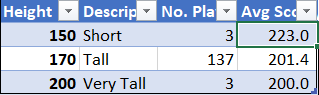 Height Descrip No. Pla Avg Sco
150 Short 3 223.0
170 Tall 137 201.4
200 Very Tall 3 200.0